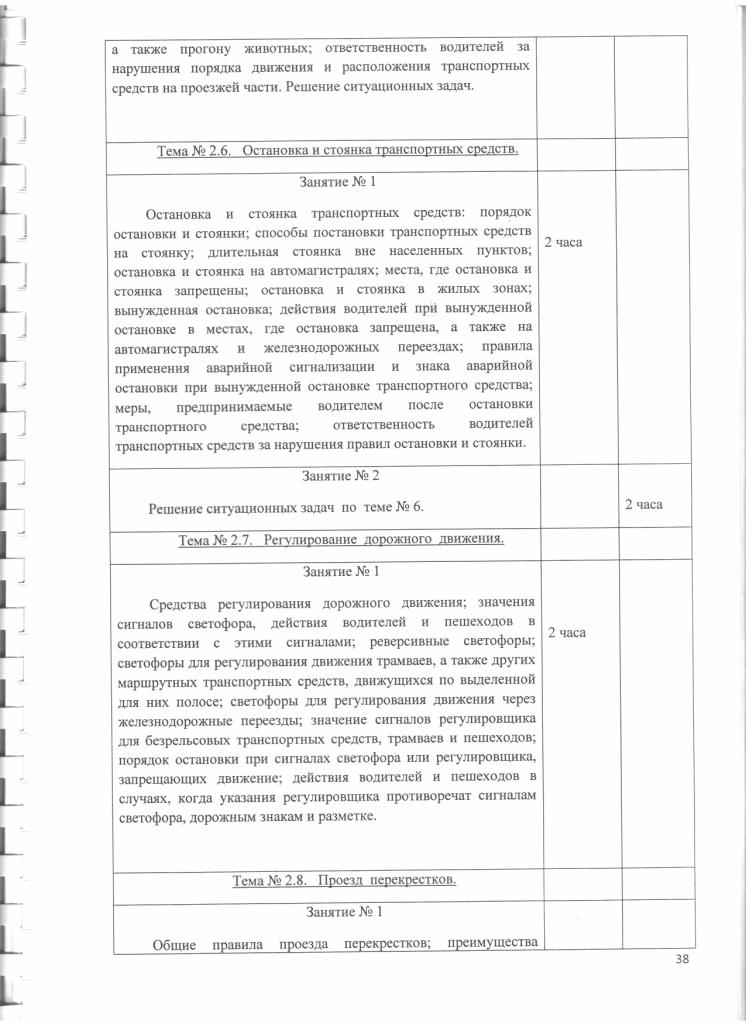 а также прогону животных; ответственность водителей за
нарушения порядка движения и расположения транспортных
средств на проезжей части. Решение ситуационных задач.
Тема № 2.6. Остановка и стоянка транспортных средств.
Занятие № 1
Остановка и стоянка транспортных средств: порядок
остановки и стоянки; способы постановки транспортных средств
на стоянку; длительная стоянка вне населенных пунктов;
остановка и стоянка на автомагистралях; места, где остановка и
стоянка запрещены; остановка и стоянка в жилых зонах;
вынужденная остановка; действия водителей при вынужденной
остановке в местах, где остановка запрещена, а также на
автомагистралях и железнодорожных переездах; правила
применения аварийной сигнализации и знака аварийной
остановки при вынужденной остановке транспортного средства;
меры, предпринимаемые водителем после остановки
транспортного средства; ответственность водителей
транспортных средств за нарушения правил остановки и стоянки.
2 часа
Занятие № 2
Решение ситуационных задач по теме № 6.
2 часа
Тема № 2.7. Регулирование дорожного движения.
Занятие № 1
Средства регулирования дорожного движения; значения
сигналов светофора, действия водителей и пешеходов в
соответствии с этими сигналами; реверсивные светофоры;
светофоры для регулирования движения трамваев, а также других
маршрутных транспортных средств, движущихся по выделенной
для них полосе; светофоры для регулирования движения через
железнодорожные переезды; значение сигналов регулировщика
для безрельсовых транспортных средств, трамваев и пешеходов;
порядок остановки при сигналах светофора или регулировщика,
запрещающих движение; действия водителей и пешеходов в
случаях, когда указания регулировщика противоречат сигналам
светофора, дорожным знакам и разметке.
2 часа
Тема № 2.8. Проезд перекрестков.
Занятие № 1
Общие правила проезда перекрестков; преимущества
38